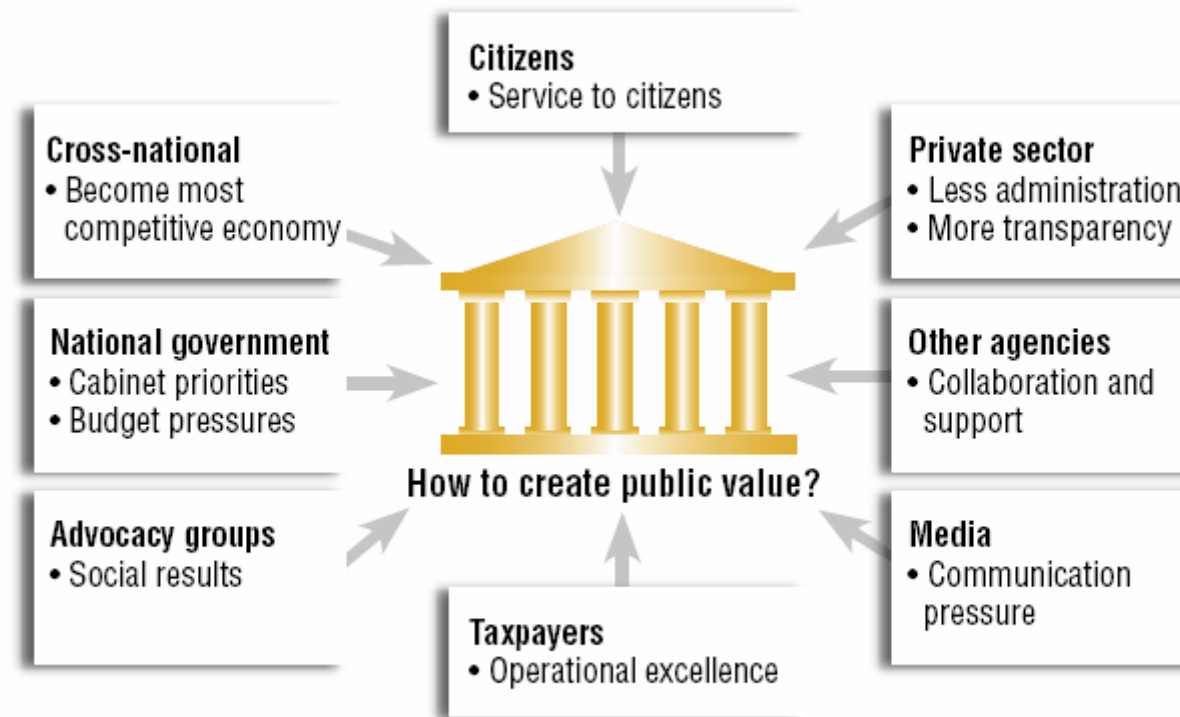 Citizens
• Service to citizens
Cross-national
• Become most
competitive economy
Private sector
• Less administration
• More transparency
National government
• Cabinet priorities
• Budget pressures
Other agencies
• Collaboration and
support
How to create public value?
Advocacy groups
• Social results
Media
• Communication
pressure
Taxpayers
• Operational excellence